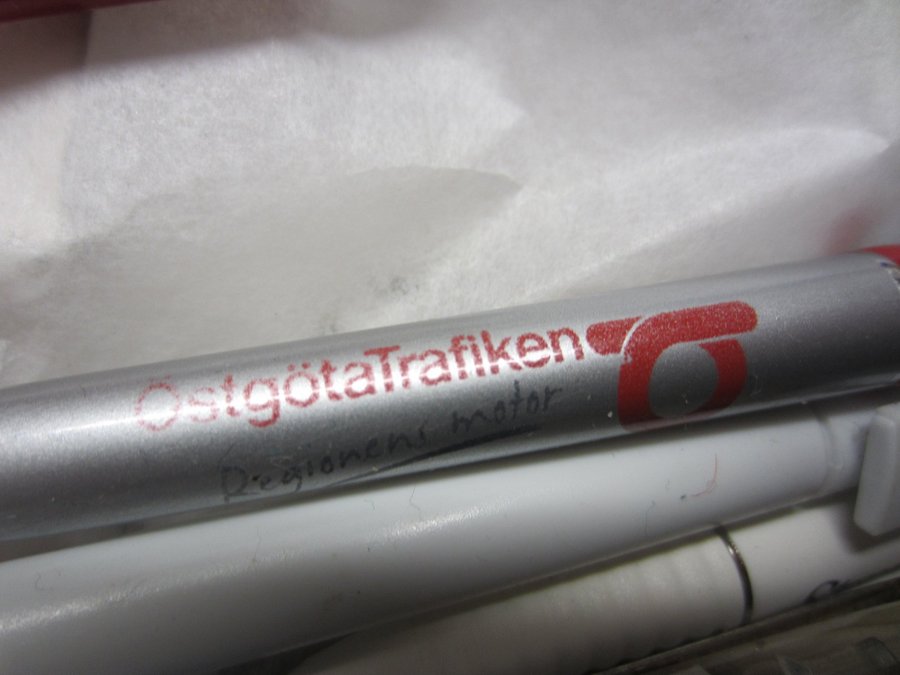 ÖstgötaTrafiken
Regionens motor